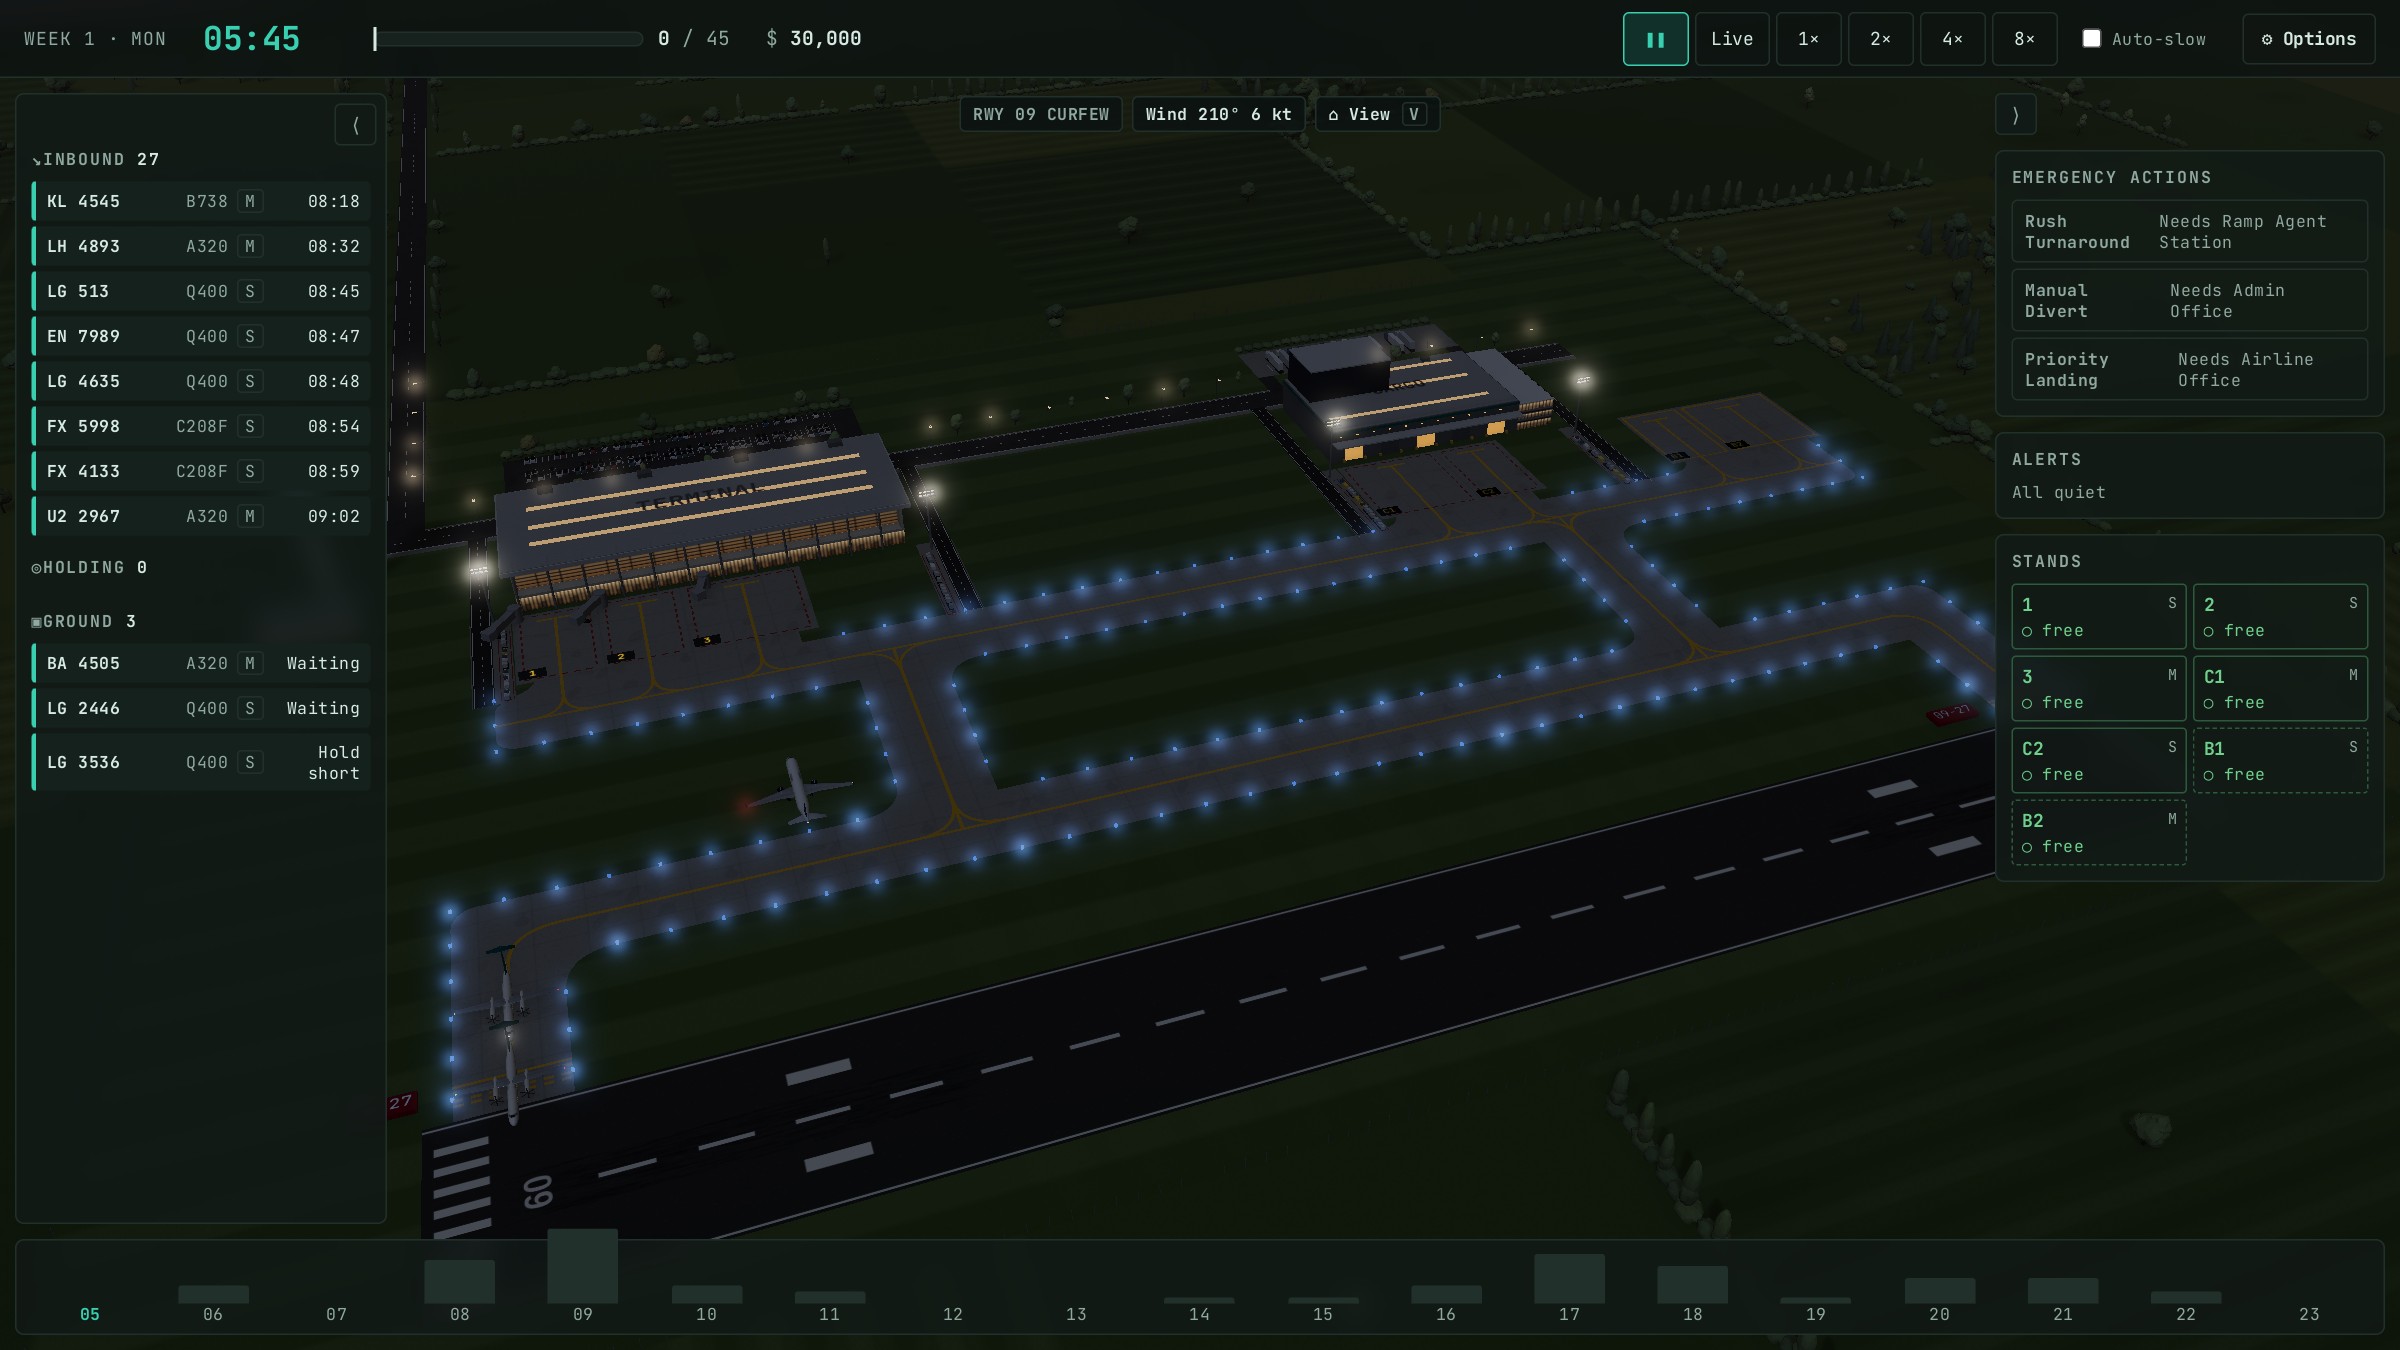 WEEK 1 · MON 05:45 0 / 45 $ 30,000
Live 1× 2× 4× 8× Auto-slow ⚙ Options
RWY 09 CURFEW Wind 210° 6 kt ⌂ View V
↘INBOUND 27
KL 4545 B738 M 08:18
LH 4893 A320 M 08:32
LG 513 Q400 S 08:45
EN 7989 Q400 S 08:47
LG 4635 Q400 S 08:48
FX 5998 C208F S 08:54
FX 4133 C208F S 08:59
U2 2967 A320 M 09:02
◎HOLDING 0
▣GROUND 3
BA 4505 A320 M Waiting
LG 2446 Q400 S Waiting
LG 3536 Q400 S Hold
short
TERMINAL
1
2
3
09-27
27
09
EMERGENCY ACTIONS
Rush Needs Ramp Agent
Turnaround Station
Manual Needs Admin
Divert Office
Priority Needs Airline
Landing Office
ALERTS
All quiet
STANDS
1 S
○ free
2 S
○ free
3 M
○ free
C1 M
○ free
C2 S
○ free
B1 S
○ free
B2 M
○ free
05 06 07 08 09 10 11 12 13 14 15 16 17 18 19 20 21 22 23